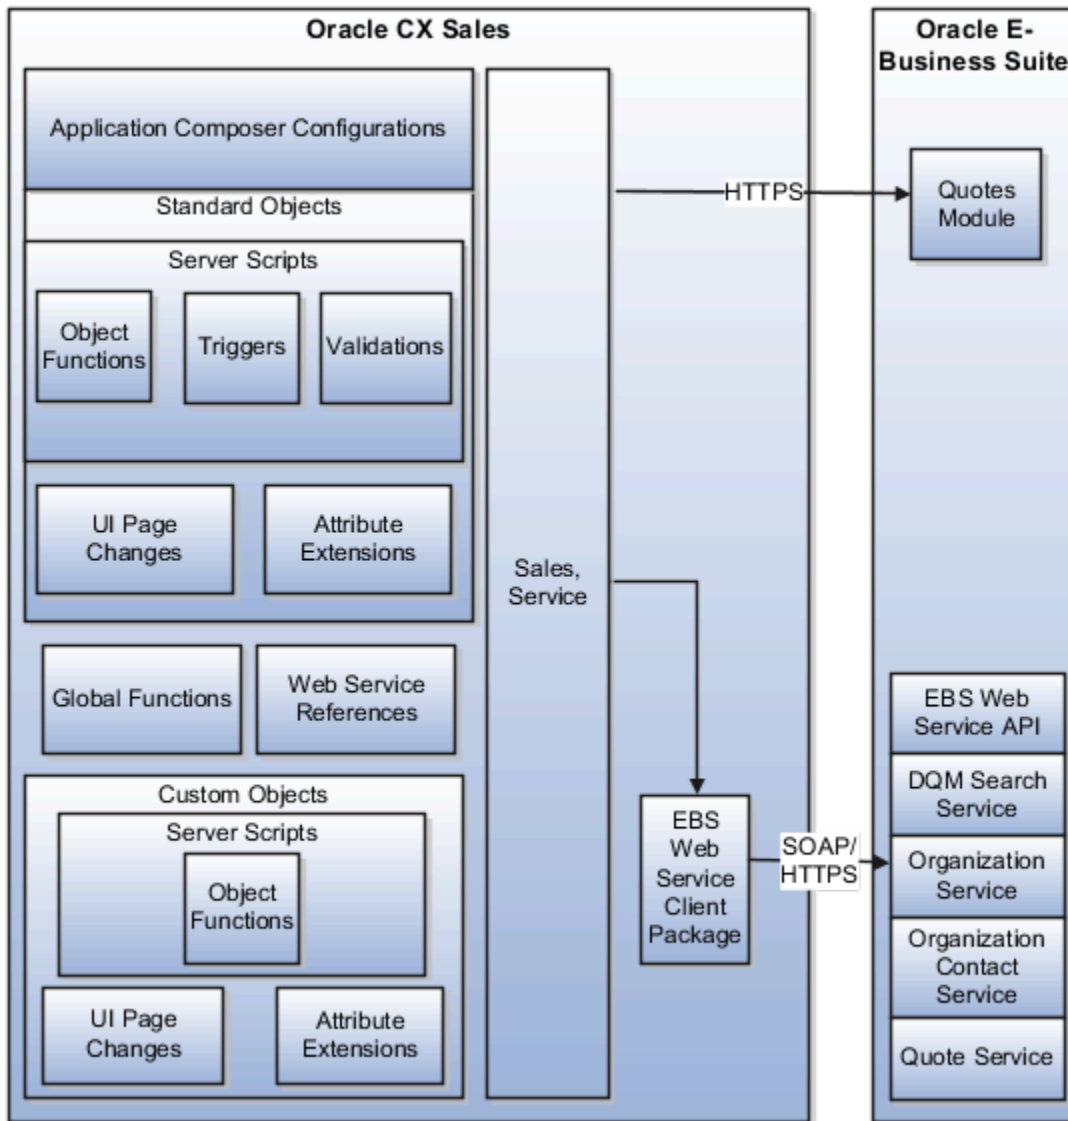 Oracle CX Sales
Application Composer Configurations
Standard Objects
Server Scripts
Object
Functions
Triggers
Validations
UI Page
Changes
Attribute
Extensions
Global Functions
Web Service
References
Custom Objects
Server Scripts
Object
Functions
UI Page
Changes
Attribute
Extensions
Sales,
Service
HTTPS
EBS
Web
Service
Client
Package
SOAP/
HTTPS
Oracle E-
Business Suite
Quotes
Module
EBS Web
Service API
DQM Search
Service
Organization
Service
Organization
Contact
Service
Quote Service